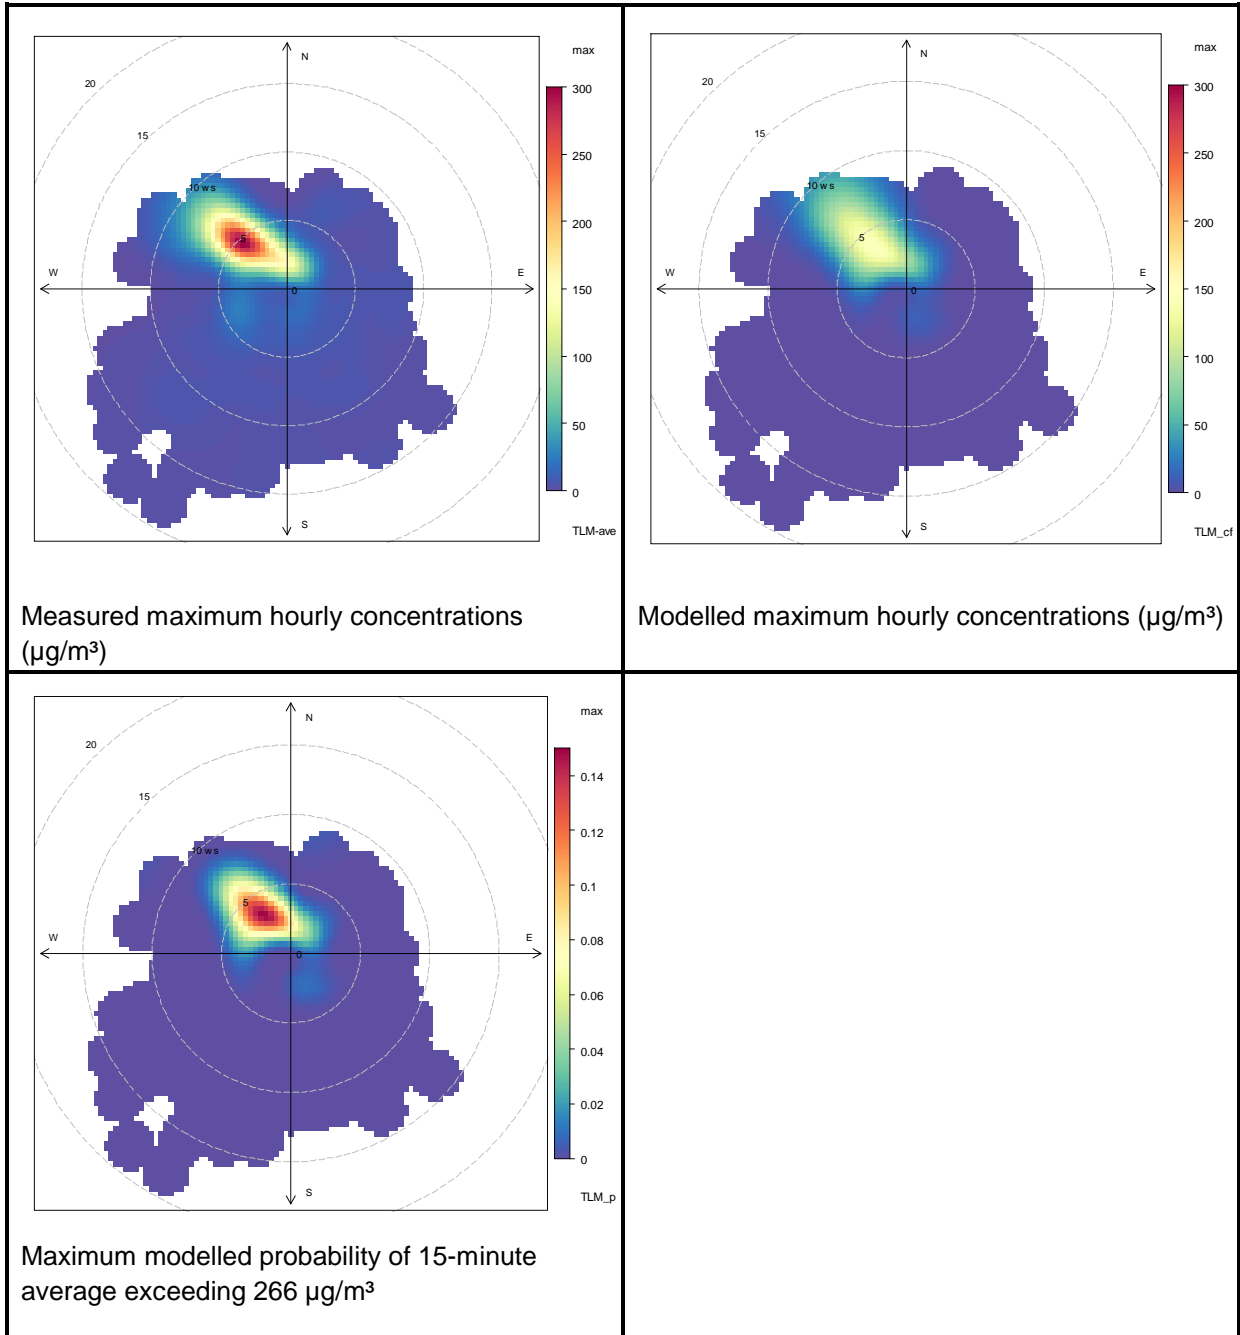 max
N
20
300
15
250
10 ws
200
5
W
E
150
0
100
50
0
S
TLM-ave
Measured maximum hourly concentrations
(µg/m³)
max
N
20
300
15
250
10 ws
200
5
W
E
150
0
100
50
0
S
TLM_cf
Modelled maximum hourly concentrations (µg/m³)
max
N
20
0.14
15
0.12
10 ws
0.1
5
0.08
W
E
0
0.06
0.04
0.02
0
S
TLM_p
Maximum modelled probability of 15-minute
average exceeding 266 µg/m³